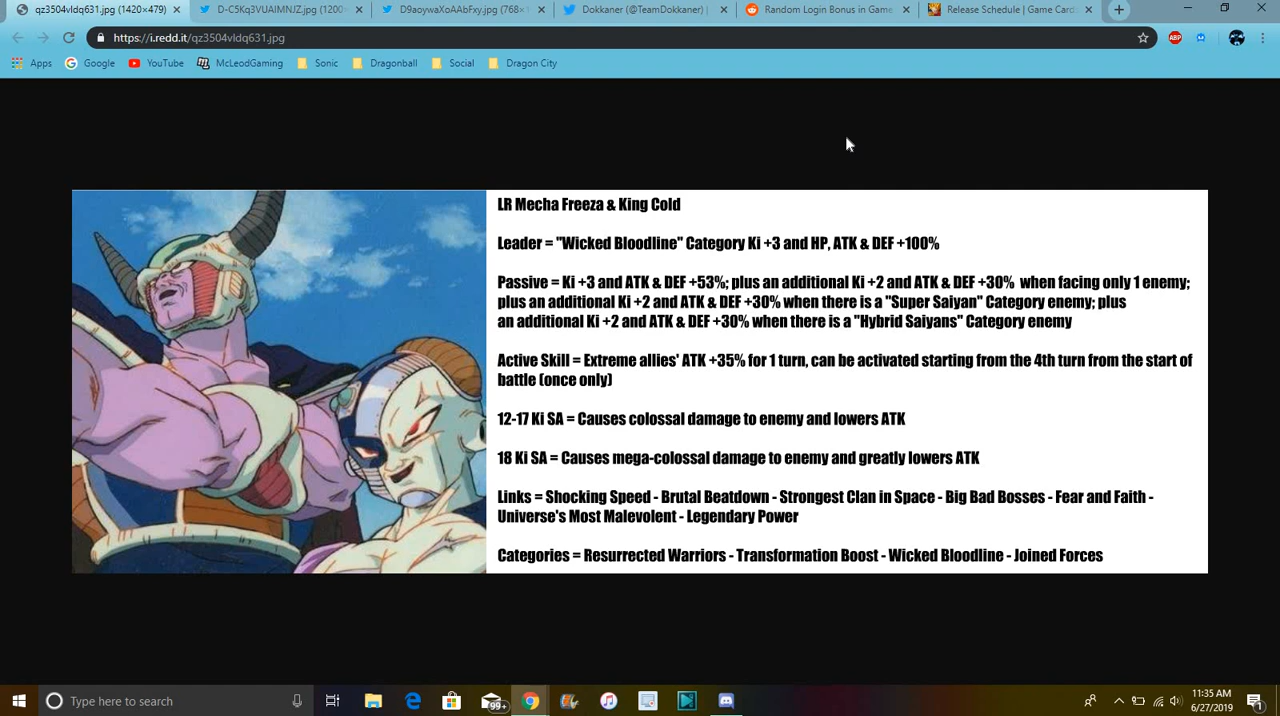 qz3504vldq631.jpg (1420×479)
D-C5Kq3VUAIMNJZ.jpg (1200×
D9aoywaXoAAbFxy.jpg (768×1
Dokkaner (@TeamDokkaner) |
Random Login Bonus in Game
Release Schedule | Game Cards
https://i.redd.it/qz3504vldq631.jpg
ABP
Apps
Google
YouTube
McLeodGaming
Sonic
Dragonball
Social
Dragon City
LR Mecha Freeza & King Cold
Leader = "Wicked Bloodline" Category Ki +3 and HP, ATK & DEF +100%
Passive = Ki +3 and ATK & DEF +53%; plus an additional Ki +2 and ATK & DEF +30% when facing only 1 enemy;
plus an additional Ki +2 and ATK & DEF +30% when there is a "Super Saiyan" Category enemy; plus
an additional Ki +2 and ATK & DEF +30% when there is a "Hybrid Saiyans" Category enemy
Active Skill = Extreme allies' ATK +35% for 1 turn, can be activated starting from the 4th turn from the start of
battle (once only)
12-17 Ki SA = Causes colossal damage to enemy and lowers ATK
18 Ki SA = Causes mega-colossal damage to enemy and greatly lowers ATK
Links = Shocking Speed - Brutal Beatdown - Strongest Clan in Space - Big Bad Bosses - Fear and Faith -
Universe's Most Malevolent - Legendary Power
Categories = Resurrected Warriors - Transformation Boost - Wicked Bloodline - Joined Forces
Type here to search
99+
11:35 AM
6/27/2019
1